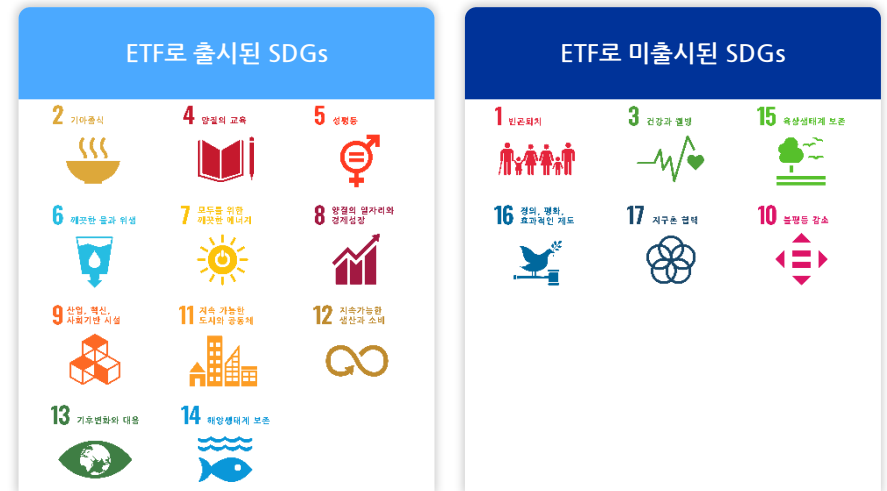 ETF로 출시된 SDGs
2 기아종식
4 양질의 교육
5 성평등
6 깨끗한 물과 위생
7 모두를 위한
깨끗한 에너지
8 양질의 일자리와
경제성장
9 산업, 혁신,
사회기반 시설
11 지속 가능한
도시와 공동체
12 지속가능한
생산과 소비
13 기후변화와 대응
14 해양생태계 보존
ETF로 미출시된 SDGs
1 빈곤퇴치
3 건강과 웰빙
15 육상생태계 보존
16 정의, 평화,
효과적인 제도
17 지구촌 협력
10 불평등 감소